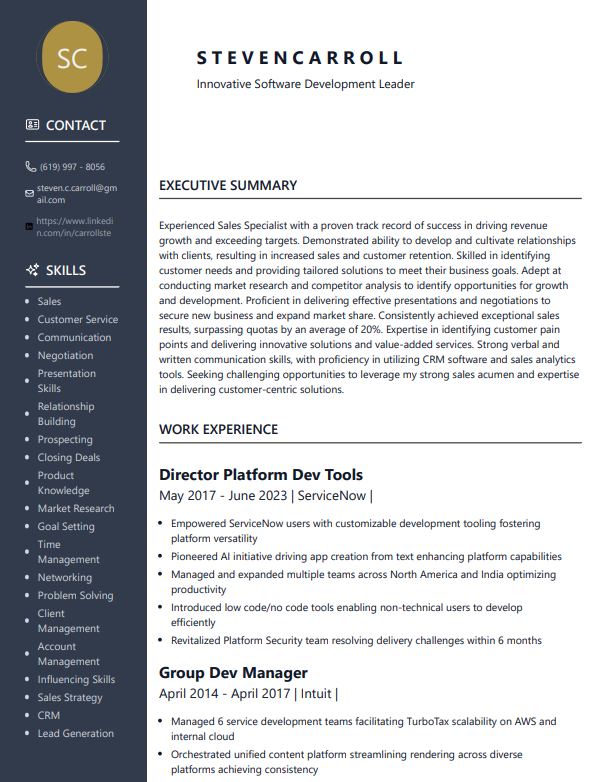 SC
CONTACT
(619) 997 - 8056
steven.c.carroll@gm
ail.com
https://www.linkedi
n.com/in/carrollste
SKILLS
Sales
Customer Service
Communication
Negotiation
Presentation
Skills
Relationship
Building
Prospecting
Closing Deals
Product
Knowledge
Market Research
Goal Setting
Time
Management
Networking
Problem Solving
Client
Management
Account
Management
Influencing Skills
Sales Strategy
CRM
Lead Generation
STEVENCARROLL
Innovative Software Development Leader
EXECUTIVE SUMMARY
Experienced Sales Specialist with a proven track record of success in driving revenue
growth and exceeding targets. Demonstrated ability to develop and cultivate relationships
with clients, resulting in increased sales and customer retention. Skilled in identifying
customer needs and providing tailored solutions to meet their business goals. Adept at
conducting market research and competitor analysis to identify opportunities for growth
and development. Proficient in delivering effective presentations and negotiations to
secure new business and expand market share. Consistently achieved exceptional sales
results, surpassing quotas by an average of 20%. Expertise in identifying customer pain
points and delivering innovative solutions and value-added services. Strong verbal and
written communication skills, with proficiency in utilizing CRM software and sales analytics
tools. Seeking challenging opportunities to leverage my strong sales acumen and expertise
in delivering customer-centric solutions.
WORK EXPERIENCE
Director Platform Dev Tools
May 2017 - June 2023 | ServiceNow |
Empowered ServiceNow users with customizable development tooling fostering
platform versatility
Pioneered AI initiative driving app creation from text enhancing platform capabilities
Managed and expanded multiple teams across North America and India optimizing
productivity
Introduced low code/no code tools enabling non-technical users to develop
efficiently
Revitalized Platform Security team resolving delivery challenges within 6 months
Group Dev Manager
April 2014 - April 2017 | Intuit |
Managed 6 service development teams facilitating TurboTax scalability on AWS and
internal cloud
Orchestrated unified content platform streamlining rendering across diverse
platforms achieving consistency